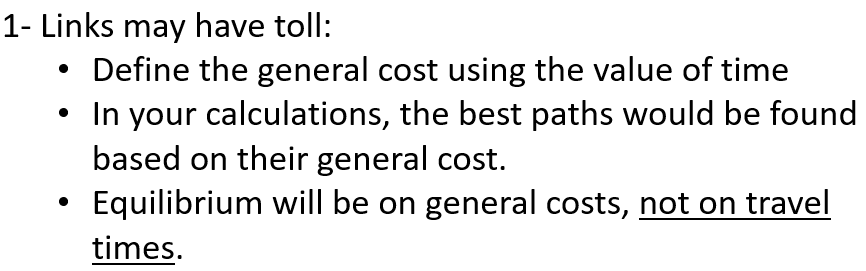 1- Links may have toll:
• Define the general cost using the value of time
• In your calculations, the best paths would be found
based on their general cost.
• Equilibrium will be on general costs, not on travel
times.